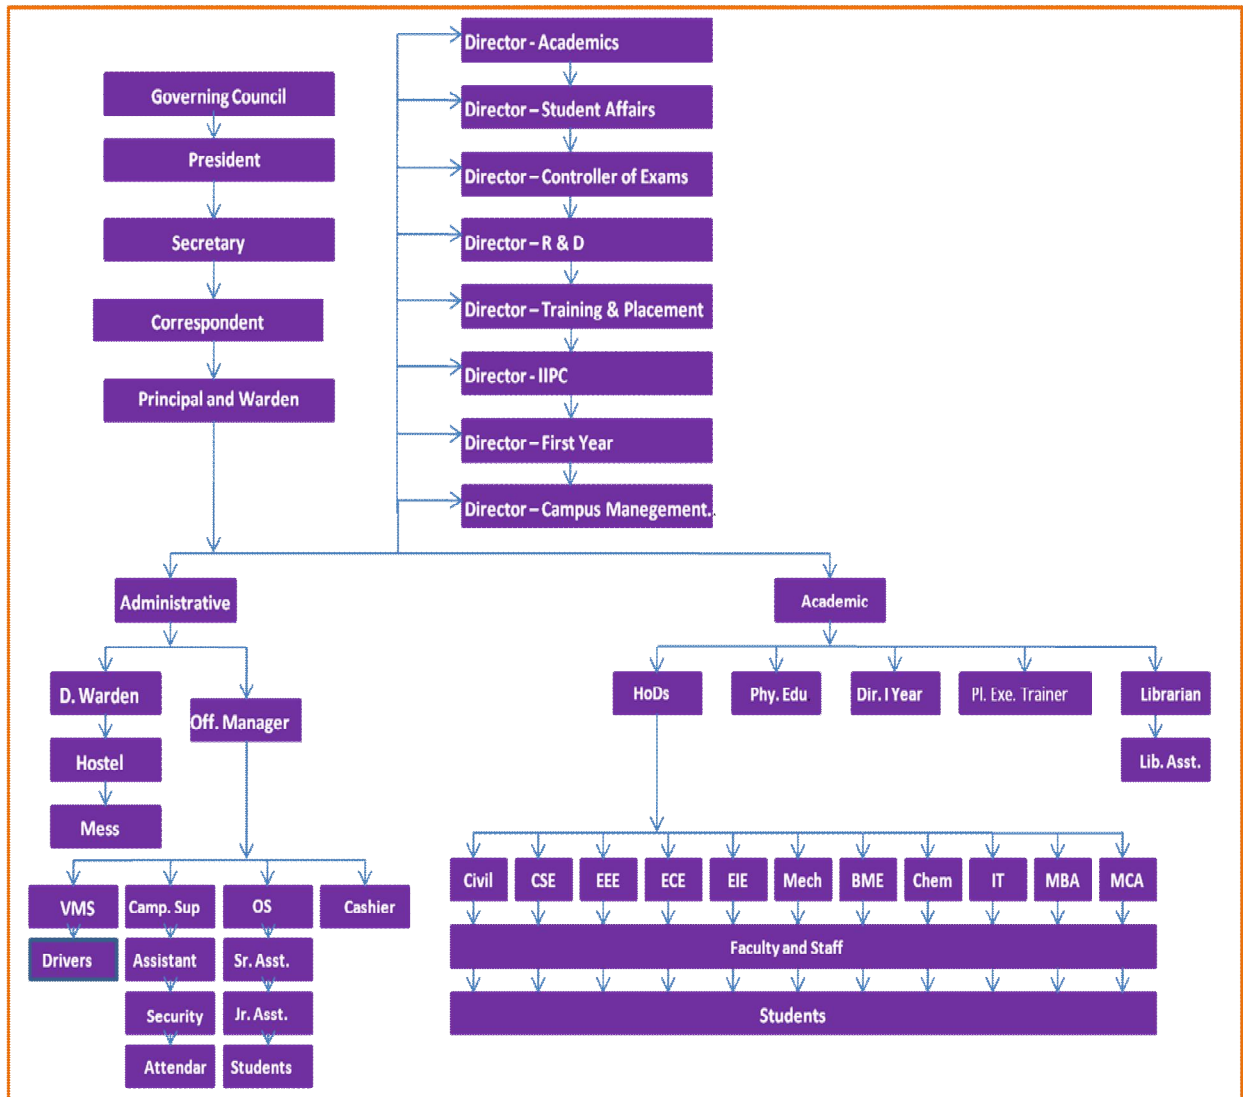 Governing Council
President
Secretary
Correspondent
Principal and Warden
Director - Academics
Director – Student Affairs
Director – Controller of Exams
Director – R & D
Director – Training & Placement
Director - IIPC
Director – First Year
Director – Campus Manegement..
Administrative
Academic
D. Warden
Off. Manager
Hostel
Mess
HoDs
Phy. Edu
Dir. I Year
Pl. Exe. Trainer
Librarian
Lib. Asst.
VMS
Camp. Sup
OS
Cashier
Drivers
Assistant
Sr. Asst.
Security
Jr. Asst.
Attendar
Students
Civil
CSE
EEE
ECE
EIE
Mech
BME
Chem
IT
MBA
MCA
Faculty and Staff
Students